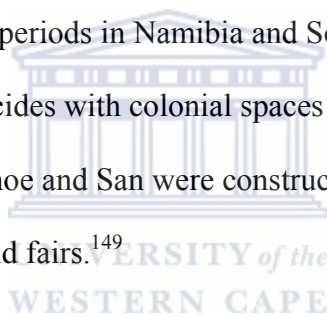 periods in Namibia and So
cides with colonial spaces
hoe and San were construc
nd fairs.149
UNIVERSITY of the
WESTERN CAPE